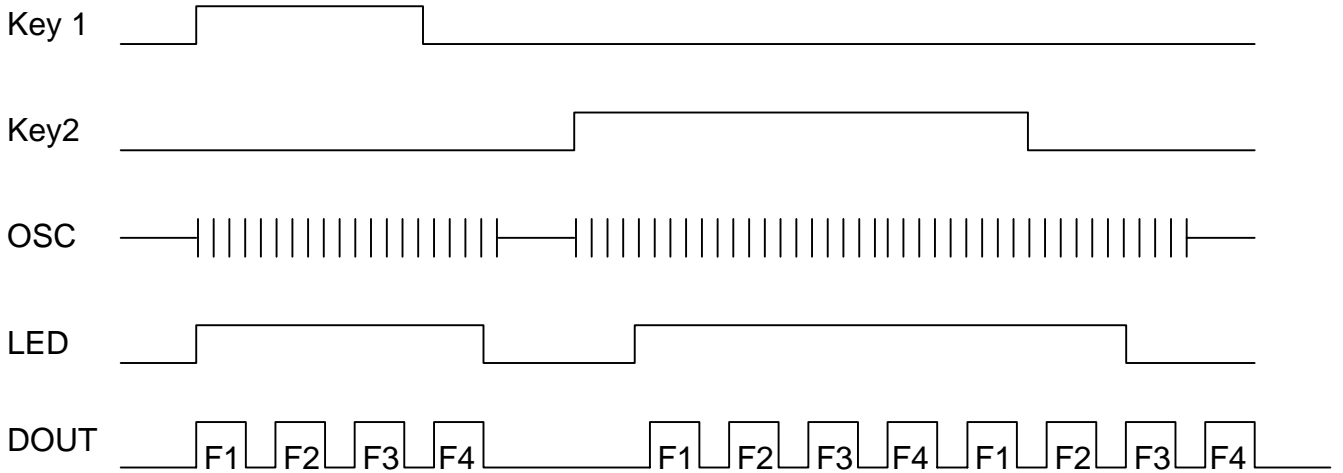 Key 1
Key2
OSC
LED
DOUT F1 F2 F3 F4 F1 F2 F3 F4 F1 F2 F3 F4